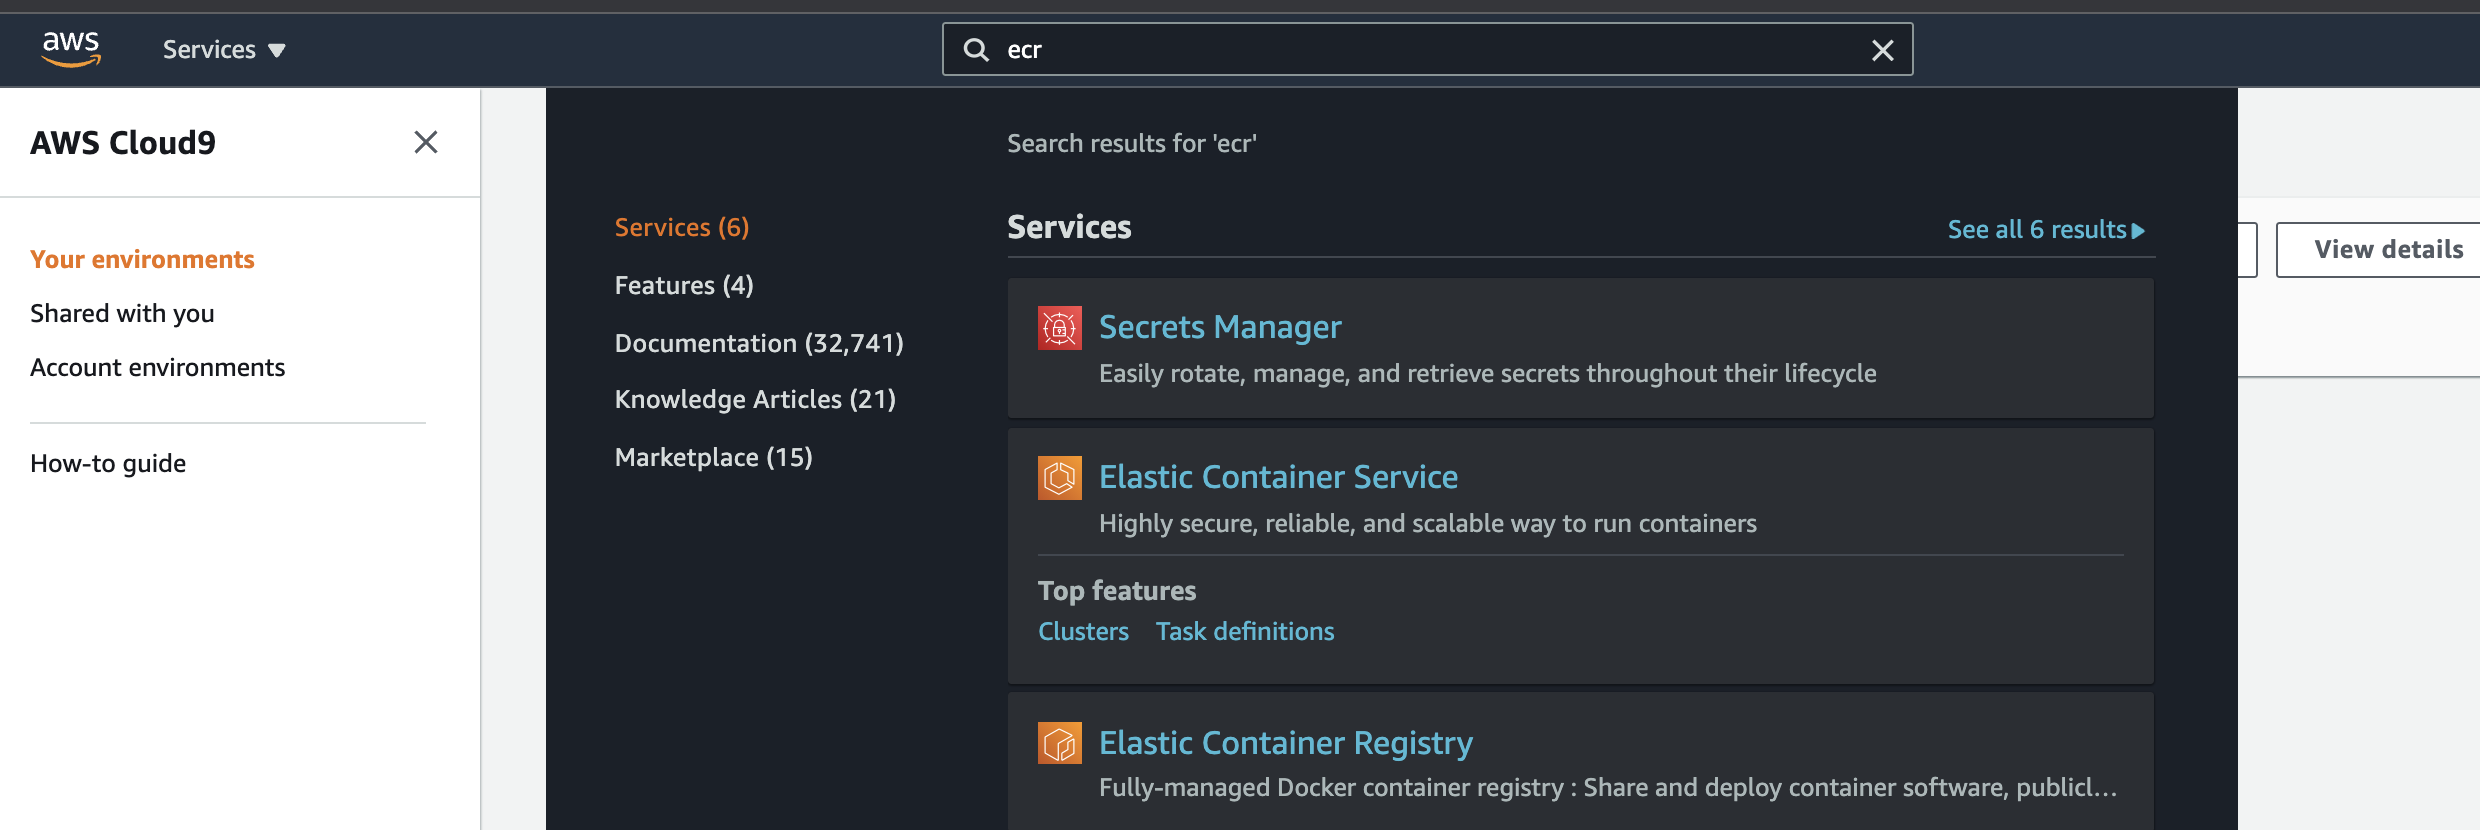 aws
Services ▼
ecr
AWS Cloud9
Your environments
Shared with you
Account environments
How-to guide
Search results for 'ecr'
Services (6)
Features (4)
Documentation (32,741)
Knowledge Articles (21)
Marketplace (15)
Services
See all 6 results▶
Secrets Manager
Easily rotate, manage, and retrieve secrets throughout their lifecycle
Elastic Container Service
Highly secure, reliable, and scalable way to run containers
Top features
Clusters Task definitions
Elastic Container Registry
Fully-managed Docker container registry : Share and deploy container software, publicl...
View details